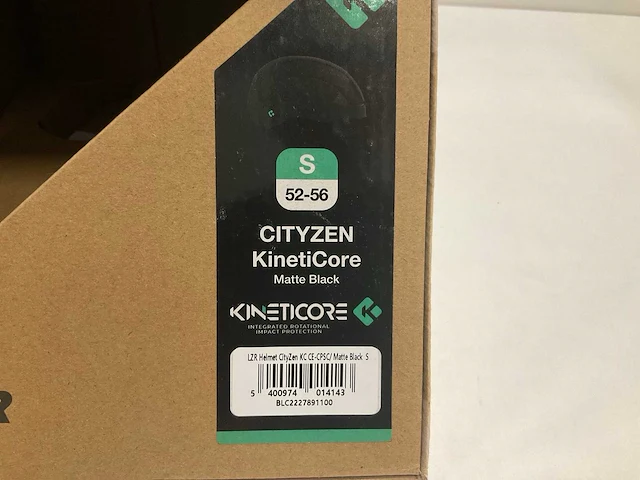 S
52-56
CITYZEN
KinetiCore
Matte Black
KINETICORE
INTEGRATED ROTATIONAL
IMPACT PROTECTION
LZR Helmet CityZen KC CE-CPSC/ Matte Black S
5 400974 014143
BLC2227891100
R